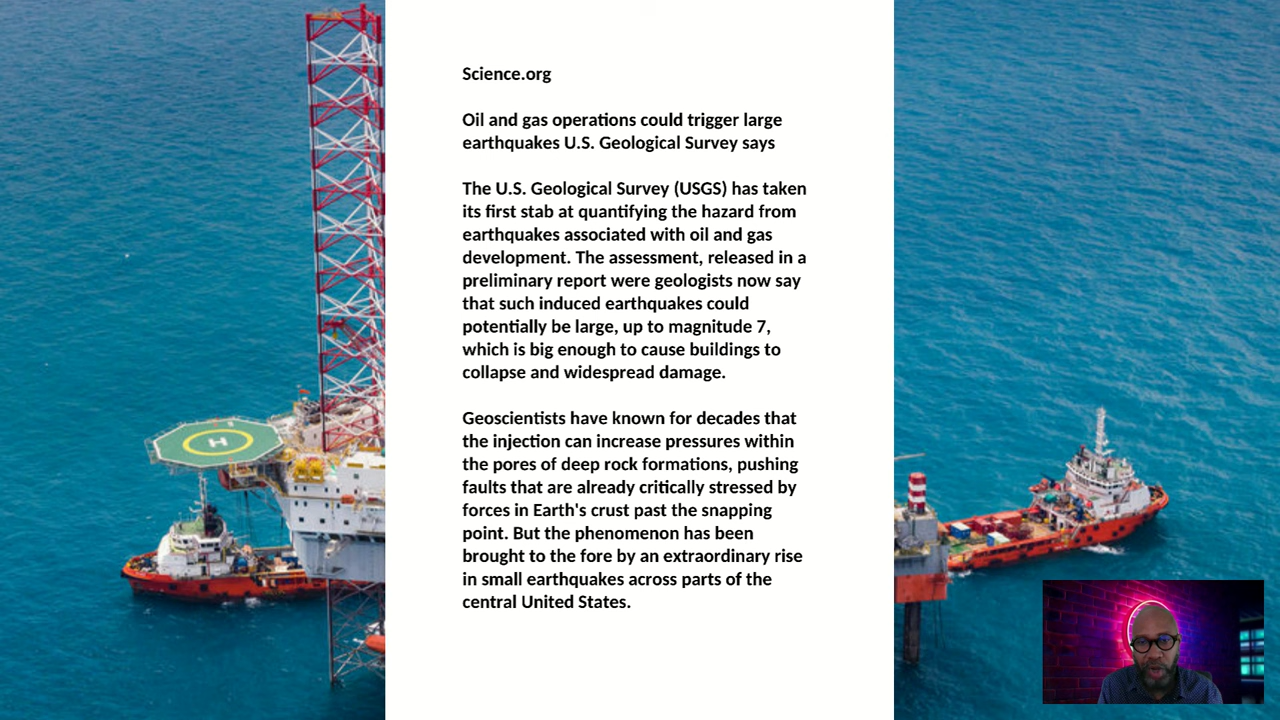 Science.org
Oil and gas operations could trigger large
earthquakes U.S. Geological Survey says
The U.S. Geological Survey (USGS) has taken
its first stab at quantifying the hazard from
earthquakes associated with oil and gas
development. The assessment, released in a
preliminary report were geologists now say
that such induced earthquakes could
potentially be large, up to magnitude 7,
which is big enough to cause buildings to
collapse and widespread damage.
Geoscientists have known for decades that
the injection can increase pressures within
the pores of deep rock formations, pushing
faults that are already critically stressed by
forces in Earth's crust past the snapping
point. But the phenomenon has been
brought to the fore by an extraordinary rise
in small earthquakes across parts of the
central United States.
H